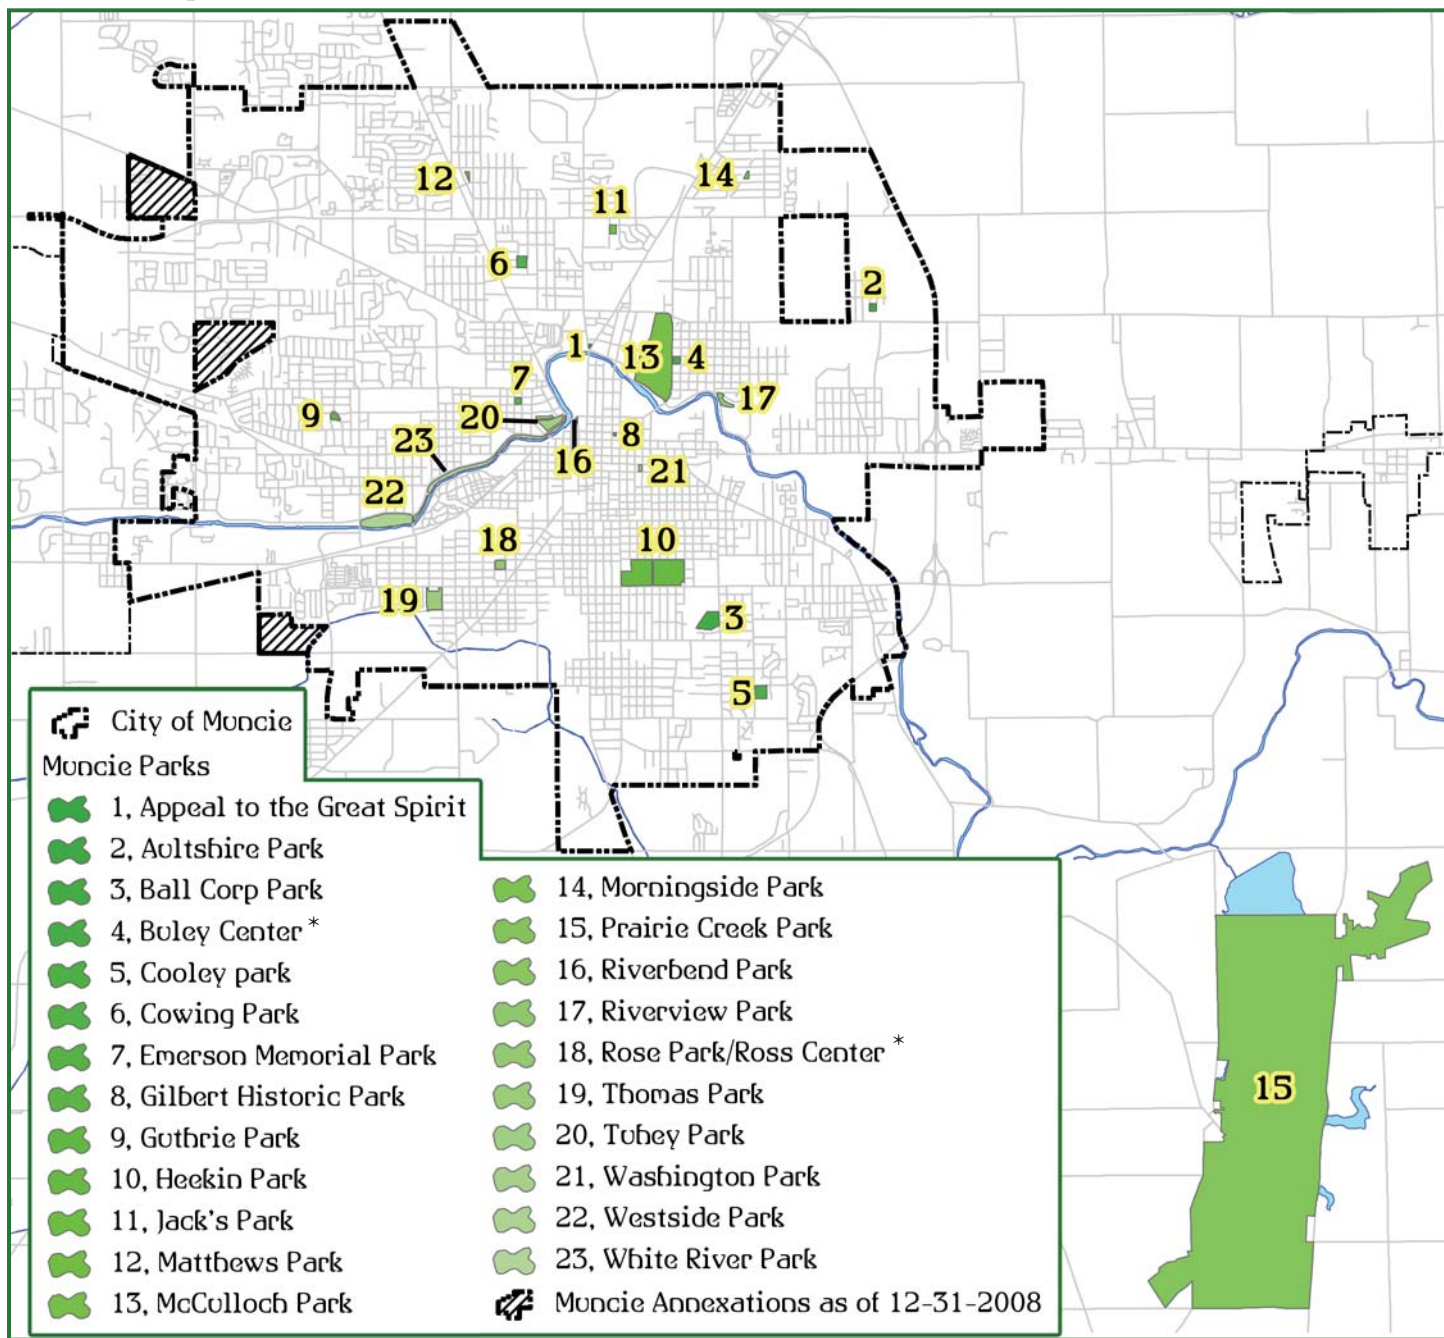 12
14
11
6
2
1
13
4
7
17
9
20
23
8
16
21
22
18
10
19
3
5
15
City of Muncie
Muncie Parks
1, Appeal to the Great Spirit
2, Aultshire Park
3, Ball Corp Park
4, Buley Center *
5, Cooley park
6, Cowing Park
7, Emerson Memorial Park
8, Gilbert Historic Park
9, Guthrie Park
10, Heekin Park
11, Jack's Park
12, Matthews Park
13, McCulloch Park
14, Morningside Park
15, Prairie Creek Park
16, Riverbend Park
17, Riverview Park
18, Rose Park/Ross Center *
19, Thomas Park
20, Tuhey Park
21, Washington Park
22, Westside Park
23, White River Park
Muncie Annexations as of 12-31-2008